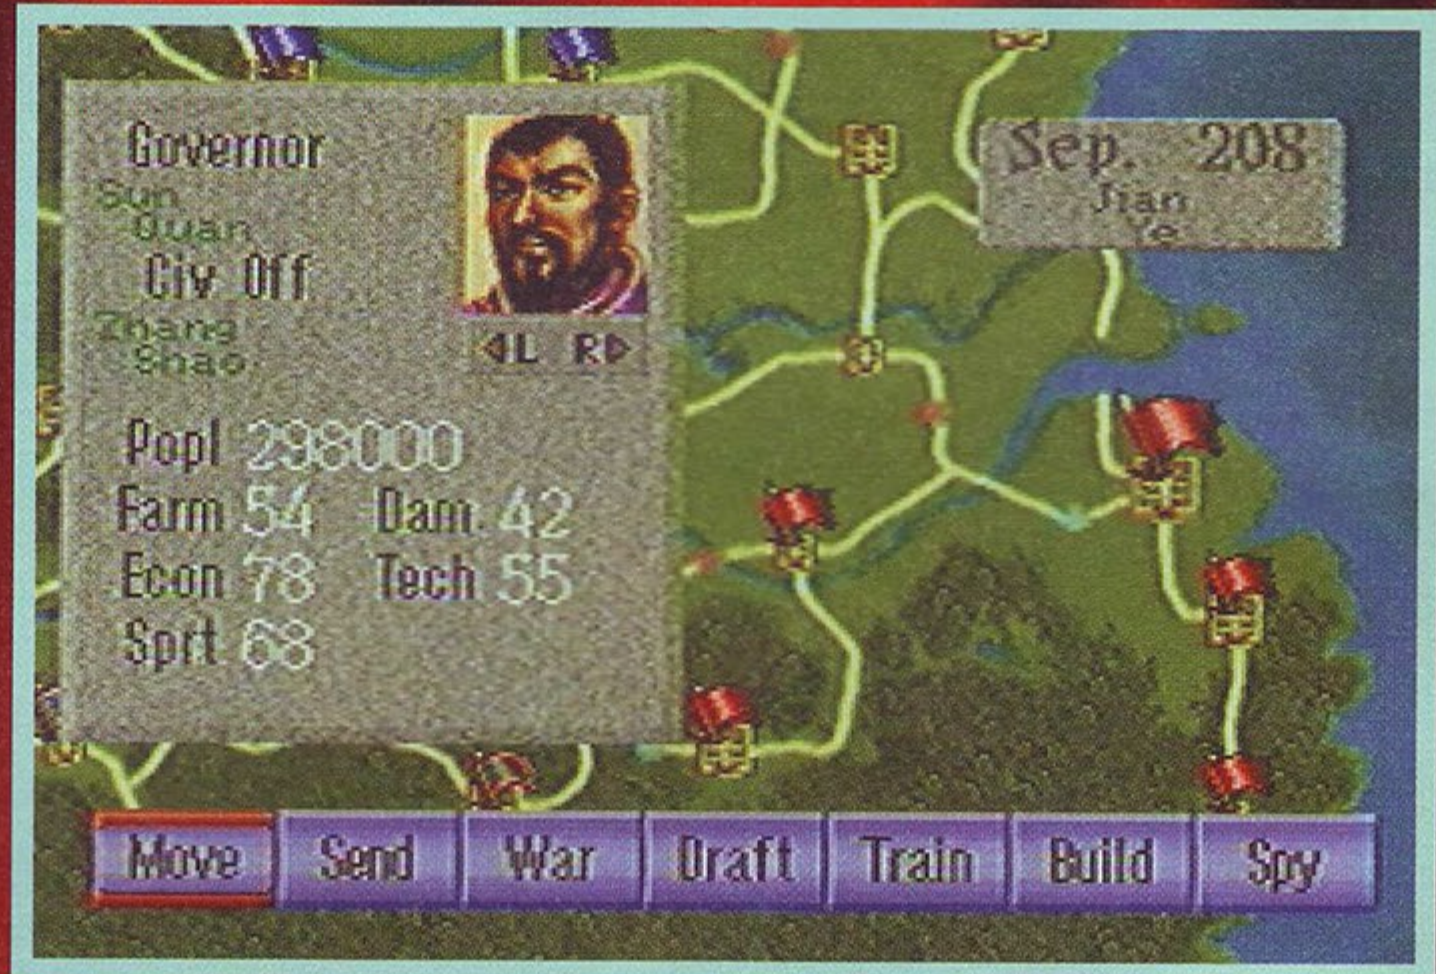 Governor
Sun
Quan
Civ Off
Zhang
Shao
◁L R▷
Popl 298000
Farm 54 Dam 42
Econ 78 Tech 55
Sprt 68
Sep. 208
Jian
Ye
Move Send War Draft Train Build Spy